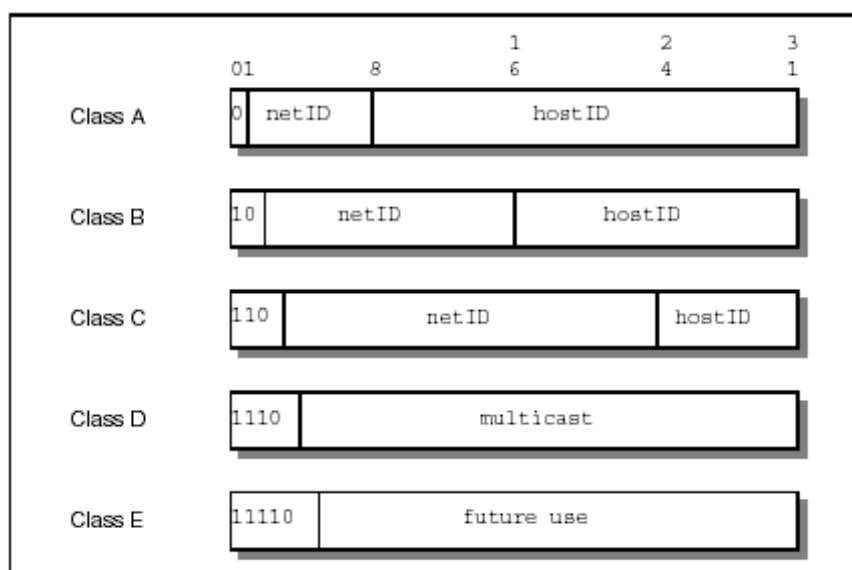 1 2 3
01 8 6 4 1
Class A 0 netID hostID
Class B 10 netID hostID
Class C 110 netID hostID
Class D 1110 multicast
Class E 11110 future use